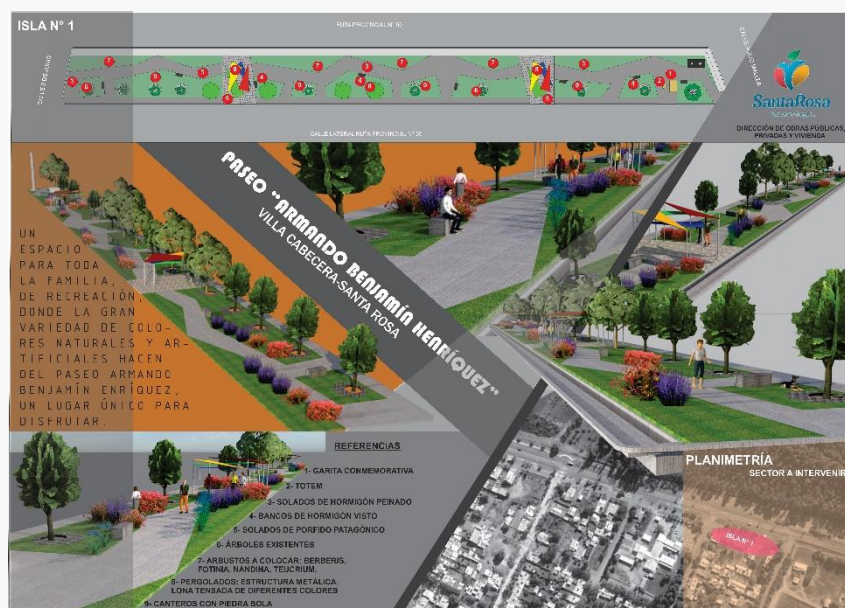 ISLA N° 1
RUTA PROVINCIAL N° 50
CALLE LATERAL RUTA PROVINCIAL N° 50
SantaRosa
DIRECCIÓN DE OBRAS PÚBLICAS,
PRIVADAS Y VIVIENDA
PASEO "ARMANDO BENJAMÍN HENRÍQUEZ"
VILLA CABECERA-SANTA ROSA
UN
ESPACIO
PARA TODA
LA FAMILIA,
DE RECREACIÓN,
DONDE LA GRAN
VARIEDAD DE COLO-
RES NATURALES Y AR-
TIFICIALES HACEN
DEL PASEO ARMANDO
BENJAMÍN ENRÍQUEZ,
UN LUGAR ÚNICO PARA
DISFRUTAR.
REFERENCIAS
1- GARITA CONMEMORATIVA
2- TOTEM
3- SOLADOS DE HORMIGÓN PEINADO
4- BANCOS DE HORMIGÓN VISTO
5- SOLADOS DE PORFIDO PATAGÓNICO
6- ÁRBOLES EXISTENTES
7- ARBUSTOS A COLOCAR: BERBERIS,
FOTINIA, NANDINA, TEUCRIUM.
8- PERGOLADOS: ESTRUCTURA METÁLICA.
LONA TENSADA DE DIFERENTES COLORES
9- CANTEROS CON PIEDRA BOLA
PLANIMETRÍA
SECTOR A INTERVENIR
ISLA N° 1